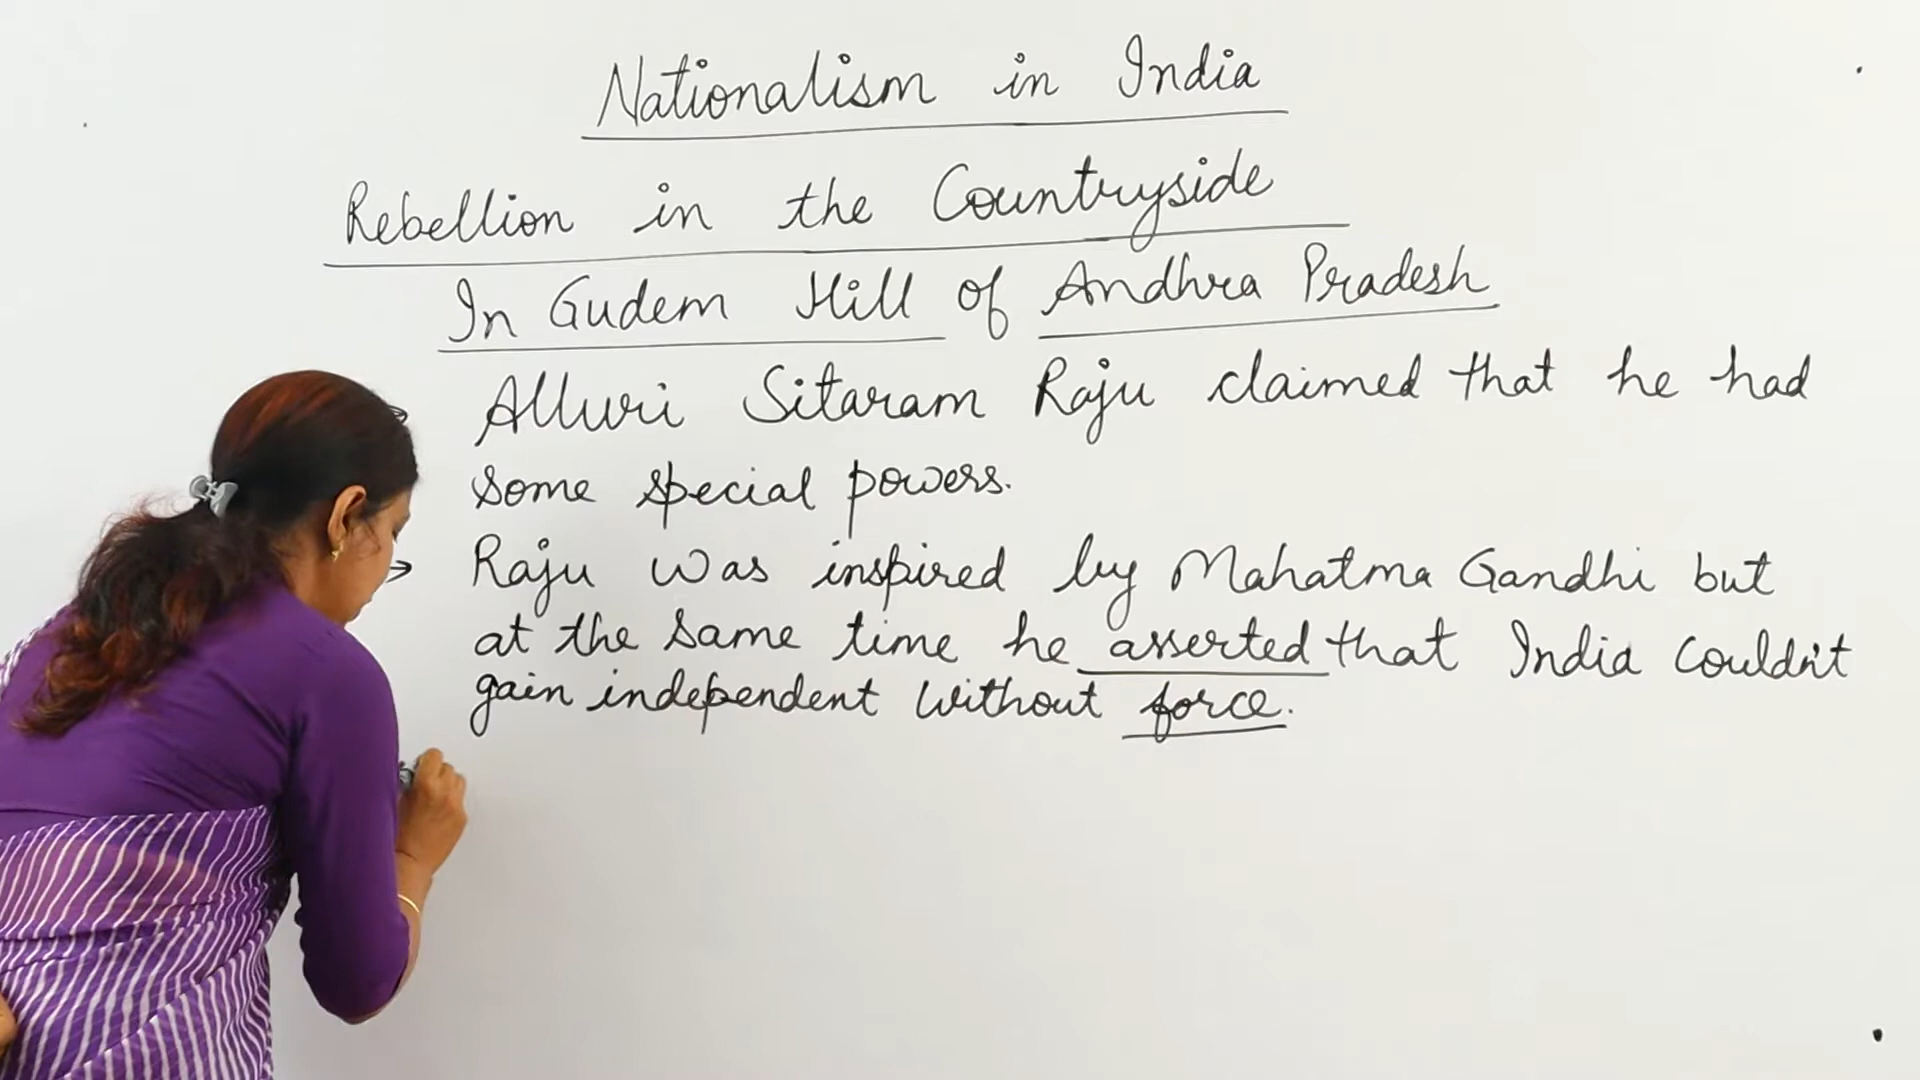 Nationalism in India
Rebellion in the Countryside
In Gudem Hill of Andhra Pradesh
Alluri Sitaram Raju claimed that he had
some special powers.
→ Raju was inspired by Mahatma Gandhi but
at the same time he asserted that India couldn't
gain independent without force.